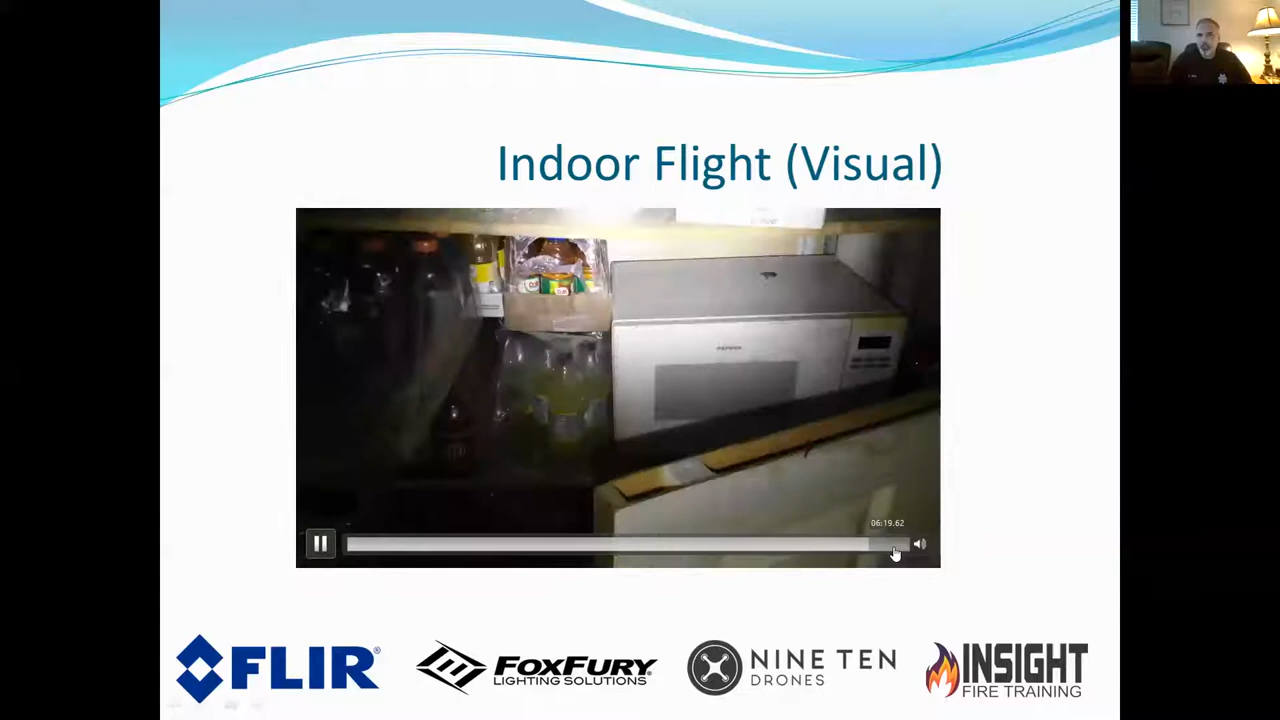 Indoor Flight (Visual)
06:19.62
FLIR®
FOXFURY
LIGHTING SOLUTIONS
NINE TEN
DRONES
INSIGHT
FIRE TRAINING